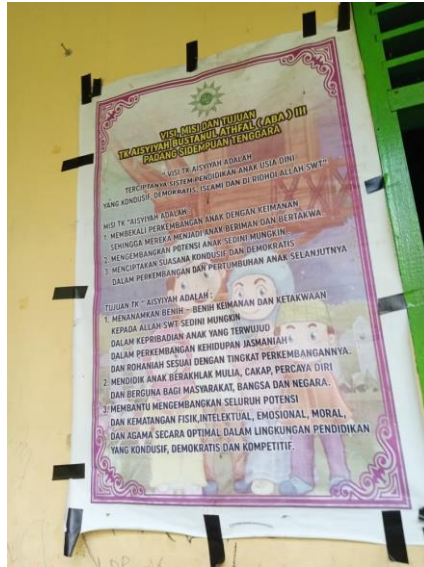 VISI, MISI DAN TUJUAN
TK AISYIYAH BUSTANUL ATHFAL ( ABA ) III
PADANG SIDEMPUAN TENGGARA
" VISI TK AISYIYAH ADALAH :
TERCIPTANYA SISTEM PENDIDIKAN ANAK USIA DINI
YANG KONDUSIF, DEMOKRATIS, ISLAMI DAN DI RIDHOI ALLAH SWT"
MISI TK "AISYIYAH ADALAH :
1. MEMBEKALI PERKEMBANGAN ANAK DENGAN KEIMANAN
SEHINGGA MEREKA MENJADI ANAK BERIMAN DAN BERTAKWA.
2. MENGEMBANGKAN POTENSI ANAK SEDINI MUNGKIN.
3. MENCIPTAKAN SUASANA KONDUSIF DAN DEMOKRATIS
DALAM PERKEMBANGAN DAN PERTUMBUHAN ANAK SELANJUTNYA
TUJUAN TK " AISYIYAH ADALAH :
1. MENANAMKAN BENIH - BENIH KEIMANAN DAN KETAKWAAN
KEPADA ALLAH SWT SEDINI MUNGKIN
DALAM KEPRIBADIAN ANAK YANG TERWUJUD
DALAM PERKEMBANGAN KEHIDUPAN JASMANIAH
DAN ROHANIAH SESUAI DENGAN TINGKAT PERKEMBANGANNYA.
2. MENDIDIK ANAK BERAKHLAK MULIA, CAKAP, PERCAYA DIRI
DAN BERGUNA BAGI MASYARAKAT, BANGSA DAN NEGARA.
3. MEMBANTU MENGEMBANGKAN SELURUH POTENSI
DAN KEMATANGAN FISIK,INTELEKTUAL, EMOSIONAL, MORAL,
DAN AGAMA SECARA OPTIMAL DALAM LINGKUNGAN PENDIDIKAN
YANG KONDUSIF, DEMOKRATIS DAN KOMPETITIF.